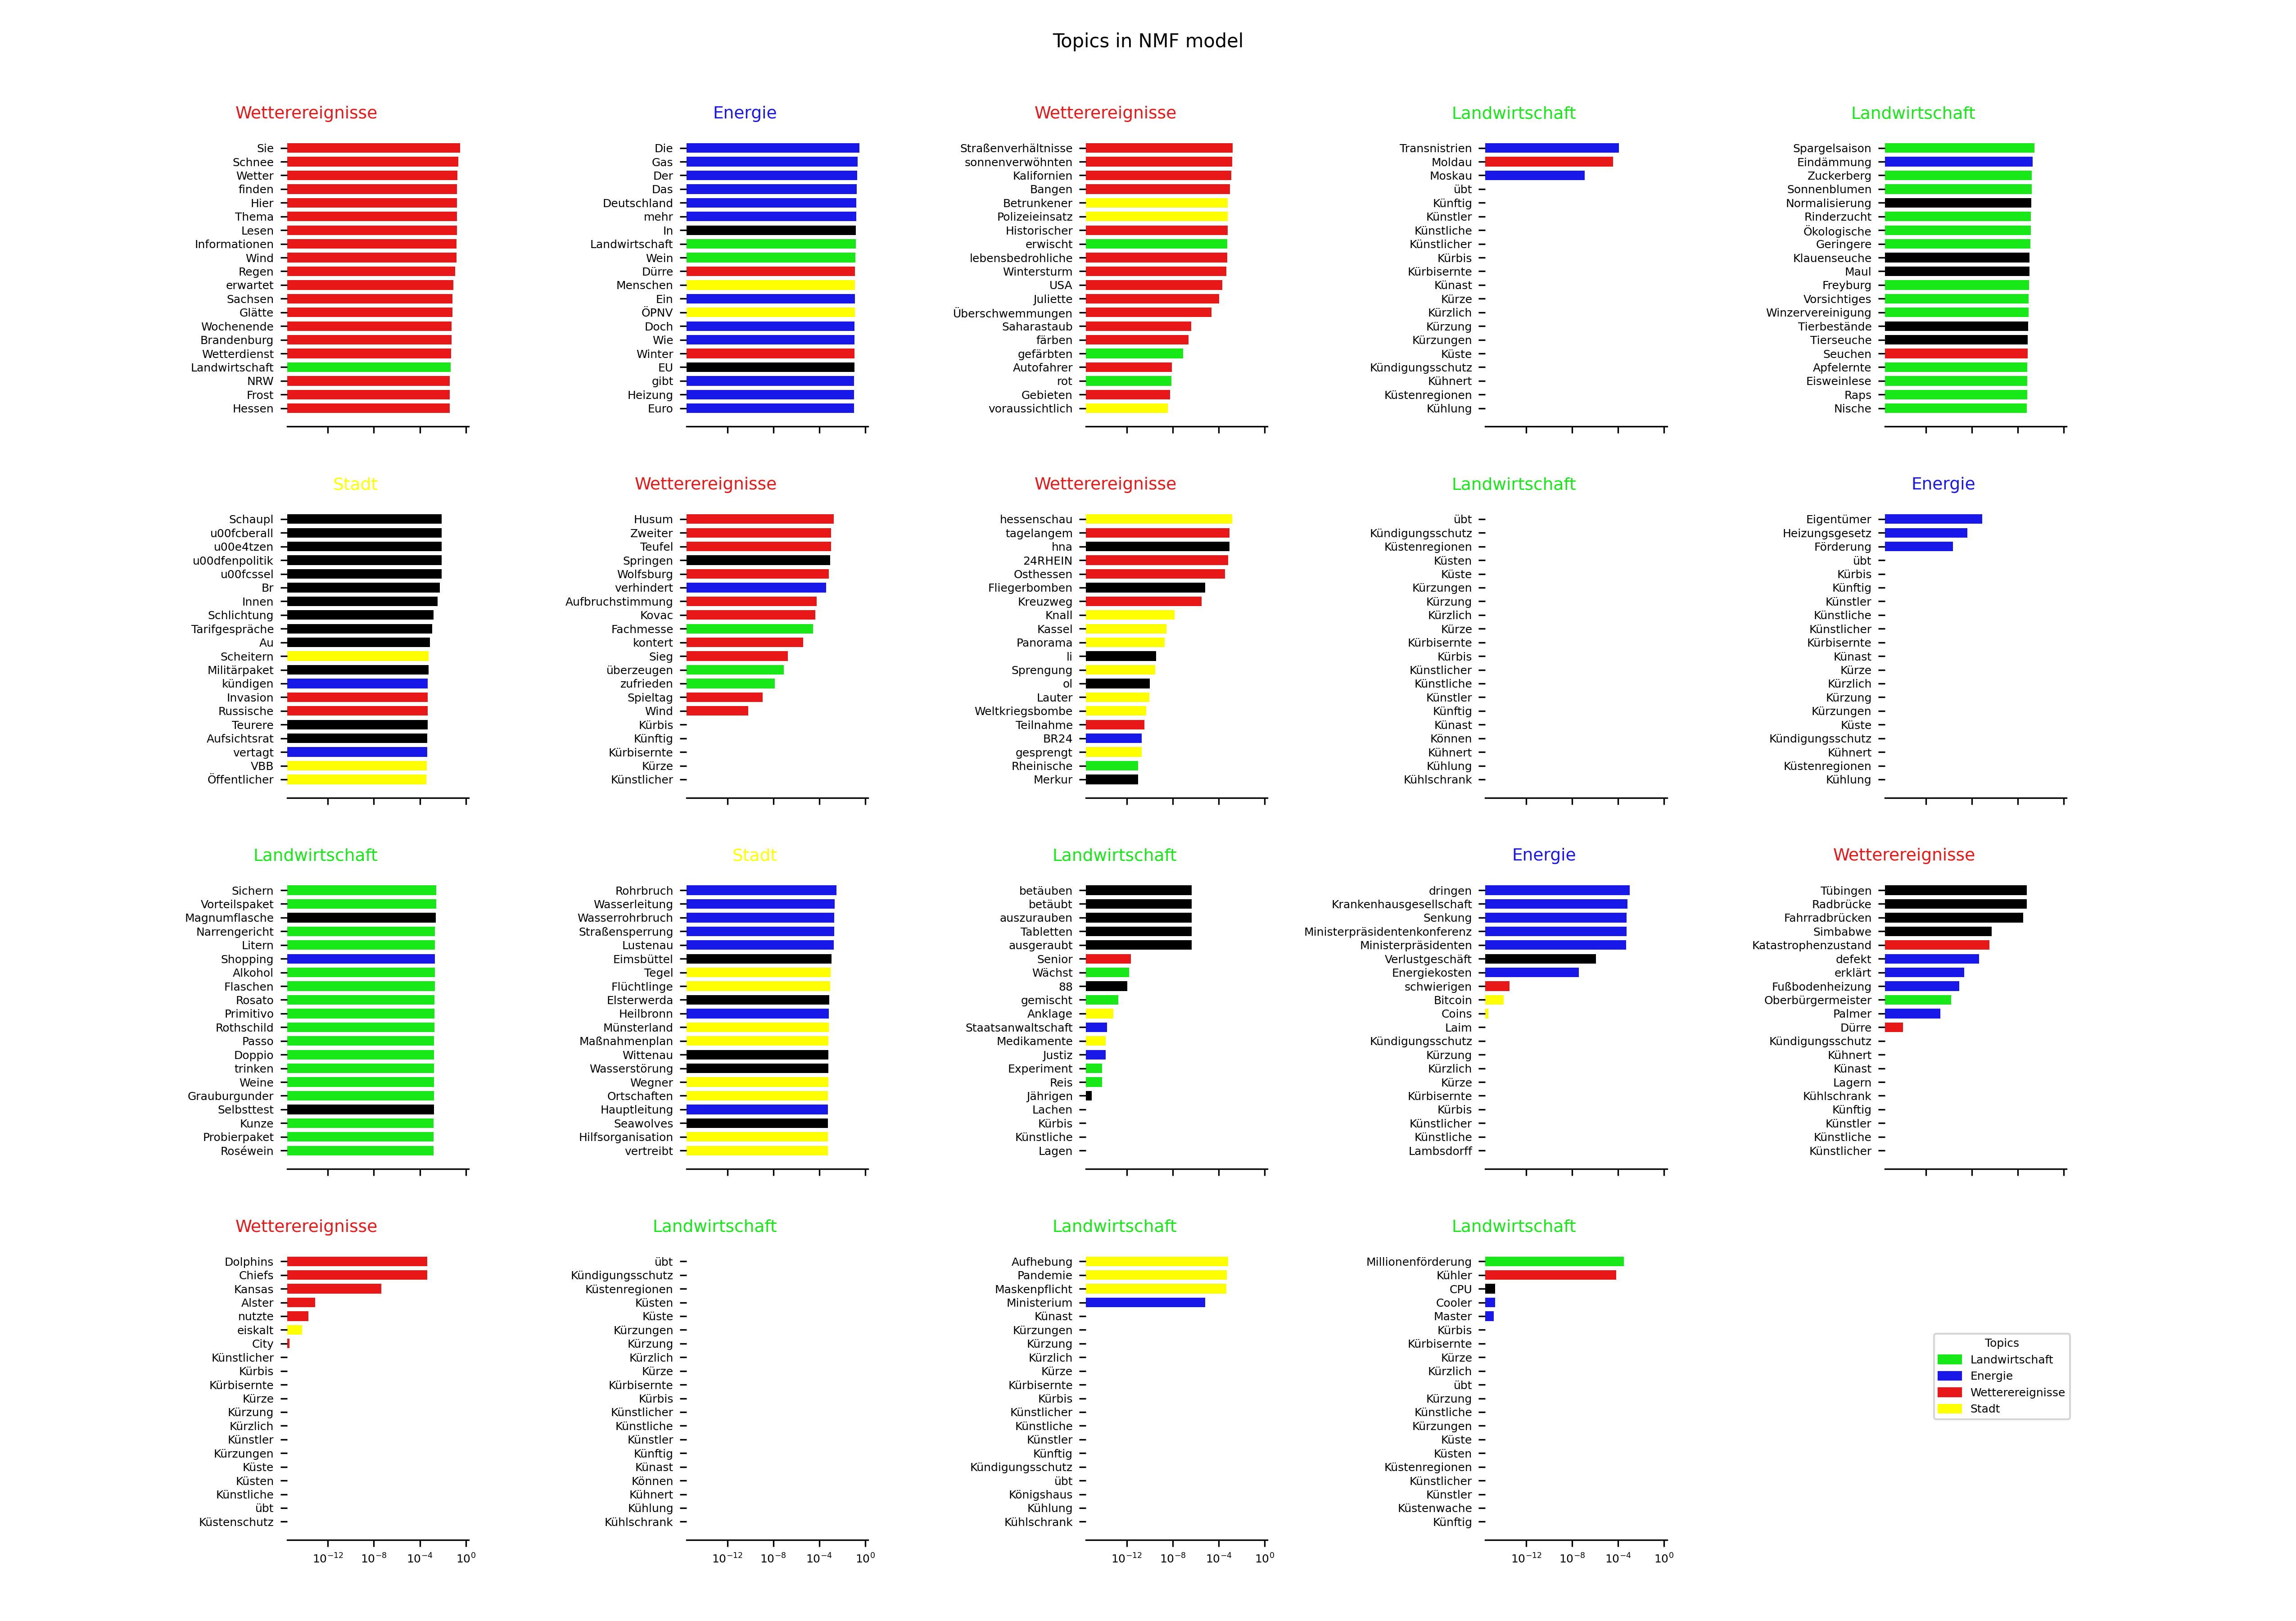 Topics in NMF model
Wetterereignisse
Sie
Schnee
Wetter
finden
Hier
Thema
Lesen
Informationen
Wind
Regen
erwartet
Sachsen
Glätte
Wochenende
Brandenburg
Wetterdienst
Landwirtschaft
NRW
Frost
Hessen
Energie
Die
Gas
Der
Das
Deutschland
mehr
In
Landwirtschaft
Wein
Dürre
Menschen
Ein
ÖPNV
Doch
Wie
Winter
EU
gibt
Heizung
Euro
Wetterereignisse
Straßenverhältnisse
sonnenverwöhnten
Kalifornien
Bangen
Betrunkener
Polizeieinsatz
Historischer
erwischt
lebensbedrohliche
Wintersturm
USA
Juliette
Überschwemmungen
Saharastaub
färben
gefärbten
Autofahrer
rot
Gebieten
voraussichtlich
Landwirtschaft
Transnistrien
Moldau
Moskau
übt
Künftig
Künstler
Künstliche
Künstlicher
Kürbis
Kürbisernte
Künast
Kürze
Kürzlich
Kürzung
Kürzungen
Küste
Kündigungsschutz
Kühnert
Küstenregionen
Kühlung
Landwirtschaft
Spargelsaison
Eindämmung
Zuckerberg
Sonnenblumen
Normalisierung
Rinderzucht
Ökologische
Geringere
Klauenseuche
Maul
Freyburg
Vorsichtiges
Winzervereinigung
Tierbestände
Tierseuche
Seuchen
Apfelernte
Eisweinlese
Raps
Nische
Stadt
Schaupl
u00fcberall
u00e4tzen
u00dfenpolitik
u00fcssel
Br
Innen
Schlichtung
Tarifgespräche
Au
Scheitern
Militärpaket
kündigen
Invasion
Russische
Teurere
Aufsichtsrat
vertagt
VBB
Öffentlicher
Wetterereignisse
Husum
Zweiter
Teufel
Springen
Wolfsburg
verhindert
Aufbruchstimmung
Kovac
Fachmesse
kontert
Sieg
überzeugen
zufrieden
Spieltag
Wind
Kürbis
Künftig
Kürbisernte
Kürze
Künstlicher
Wetterereignisse
hessenschau
tagelangem
hna
24RHEIN
Osthessen
Fliegerbomben
Kreuzweg
Knall
Kassel
Panorama
li
Sprengung
ol
Lauter
Weltkriegsbombe
Teilnahme
BR24
gesprengt
Rheinische
Merkur
Landwirtschaft
übt
Kündigungsschutz
Küstenregionen
Küsten
Küste
Kürzungen
Kürzung
Kürzlich
Kürze
Kürbisernte
Kürbis
Künstlicher
Künstliche
Künstler
Künftig
Künast
Können
Kühnert
Kühlung
Kühlschrank
Energie
Eigentümer
Heizungsgesetz
Förderung
übt
Kürbis
Künftig
Künstler
Künstliche
Künstlicher
Kürbisernte
Künast
Kürze
Kürzlich
Kürzung
Kürzungen
Küste
Kündigungsschutz
Kühnert
Küstenregionen
Kühlung
Landwirtschaft
Sichern
Vorteilspaket
Magnumflasche
Narrengericht
Litern
Shopping
Alkohol
Flaschen
Rosato
Primitivo
Rothschild
Passo
Doppio
trinken
Weine
Grauburgunder
Selbsttest
Kunze
Probierpaket
Roséwein
Stadt
Rohrbruch
Wasserleitung
Wasserrohrbruch
Straßensperrung
Lustenau
Eimsbüttel
Tegel
Flüchtlinge
Elsterwerda
Heilbronn
Münsterland
Maßnahmenplan
Wittenau
Wasserstörung
Wegner
Ortschaften
Hauptleitung
Seawolves
Hilfsorganisation
vertreibt
Landwirtschaft
betäuben
betäubt
auszurauben
Tabletten
ausgeraubt
Senior
Wächst
88
gemischt
Anklage
Staatsanwaltschaft
Medikamente
Justiz
Experiment
Reis
Jährigen
Lachen
Kürbis
Künstliche
Lagen
Energie
dringen
Krankenhausgesellschaft
Senkung
Ministerpräsidentenkonferenz
Ministerpräsidenten
Verlustgeschäft
Energiekosten
schwierigen
Bitcoin
Coins
Laim
Kündigungsschutz
Kürzung
Kürzlich
Kürze
Kürbisernte
Kürbis
Künstlicher
Künstliche
Lambsdorff
Wetterereignisse
Tübingen
Radbrücke
Fahrradbrücken
Simbabwe
Katastrophenzustand
defekt
erklärt
Fußbodenheizung
Oberbürgermeister
Palmer
Dürre
Kündigungsschutz
Kühnert
Künast
Lagern
Kühlschrank
Künftig
Künstler
Künstliche
Künstlicher
Wetterereignisse
Dolphins
Chiefs
Kansas
Alster
nutzte
eiskalt
City
Künstlicher
Kürbis
Kürbisernte
Kürze
Kürzung
Kürzlich
Künstler
Kürzungen
Küste
Küsten
Künstliche
übt
Küstenschutz
10⁻¹² 10⁻⁸ 10⁻⁴ 10⁰
Landwirtschaft
übt
Kündigungsschutz
Küstenregionen
Küsten
Küste
Kürzungen
Kürzung
Kürzlich
Kürze
Kürbisernte
Kürbis
Künstlicher
Künstliche
Künstler
Künftig
Künast
Können
Kühnert
Kühlung
Kühlschrank
10⁻¹² 10⁻⁸ 10⁻⁴ 10⁰
Landwirtschaft
Aufhebung
Pandemie
Maskenpflicht
Ministerium
Künast
Kürzungen
Kürzung
Kürzlich
Kürze
Kürbisernte
Kürbis
Künstlicher
Künstliche
Künstler
Künftig
Kündigungsschutz
übt
Königshaus
Kühlung
Kühlschrank
10⁻¹² 10⁻⁸ 10⁻⁴ 10⁰
Landwirtschaft
Millionenförderung
Kühler
CPU
Cooler
Master
Kürbis
Kürbisernte
Kürze
Kürzlich
übt
Kürzung
Künstliche
Kürzungen
Küste
Küsten
Küstenregionen
Künstlicher
Künstler
Küstenwache
Künftig
10⁻¹² 10⁻⁸ 10⁻⁴ 10⁰
Topics
Landwirtschaft
Energie
Wetterereignisse
Stadt